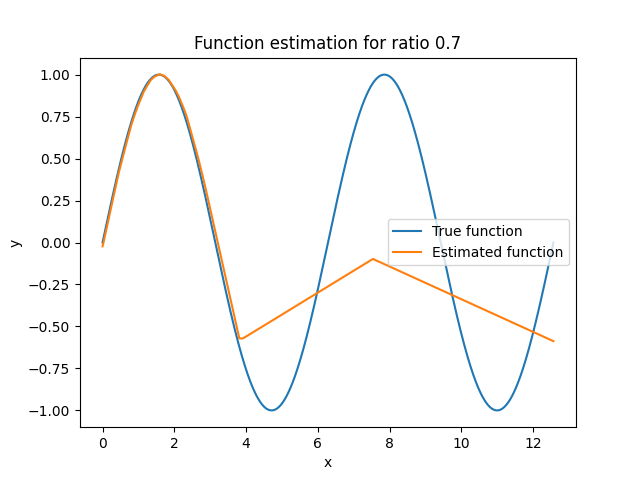 Function estimation for ratio 0.7
1.00
0.75
0.50
0.25
0.00
−0.25
−0.50
−0.75
−1.00
y
True function
Estimated function
0 2 4 6 8 10 12
x